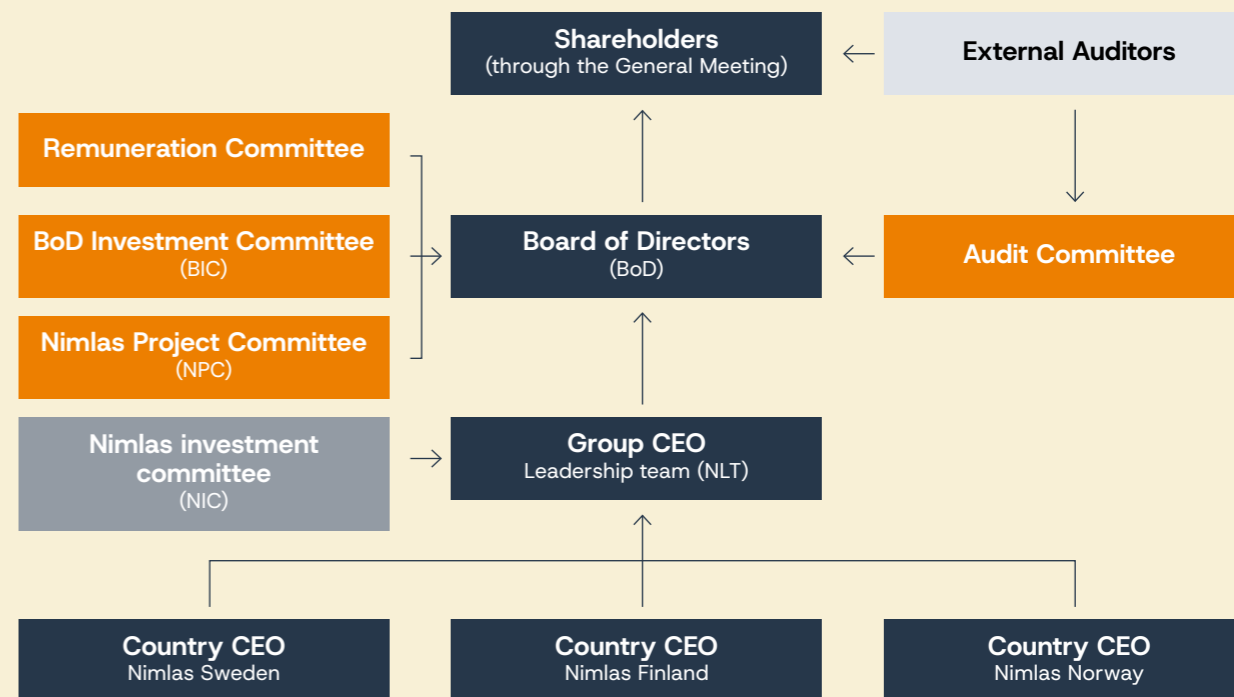 Shareholders
(through the General Meeting)
External Auditors
Remuneration Committee
BoD Investment Committee
(BIC)
Board of Directors
(BoD)
Audit Committee
Nimlas Project Committee
(NPC)
Nimlas investment
committee
(NIC)
Group CEO
Leadership team (NLT)
Country CEO
Nimlas Sweden
Country CEO
Nimlas Finland
Country CEO
Nimlas Norway